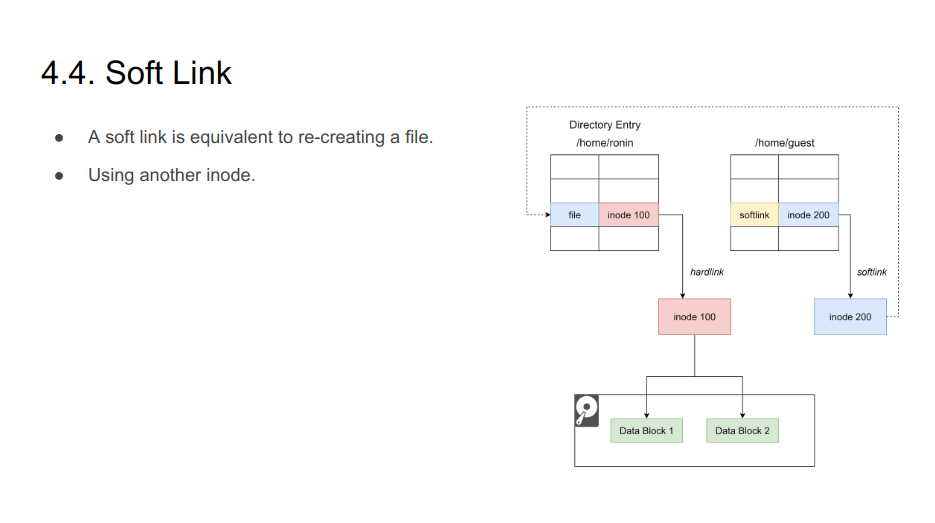 4.4. Soft Link
● A soft link is equivalent to re-creating a file.
● Using another inode.
Directory Entry
/home/ronin
/home/guest
file inode 100
softlink inode 200
hardlink
softlink
inode 100
inode 200
Data Block 1
Data Block 2